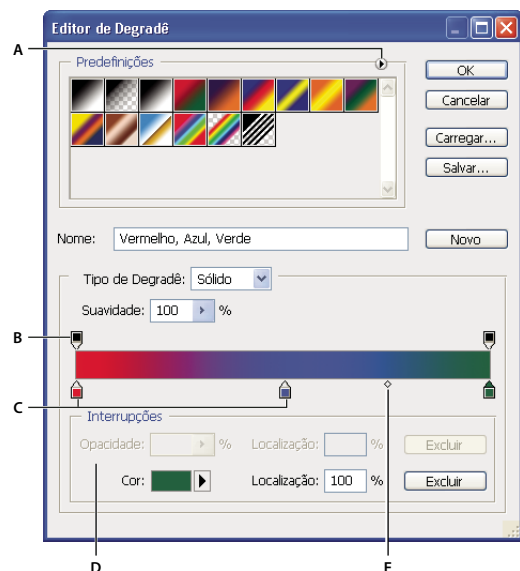 Editor de Degradê
A
Predefinições
OK
Cancelar
Carregar...
Salvar...
Nome: Vermelho, Azul, Verde Novo
Tipo de Degradê: Sólido
Suavidade: 100 %
B
C
Interrupções
Opacidade: % Localização: % Excluir
Cor: Localização: 100 % Excluir
D E